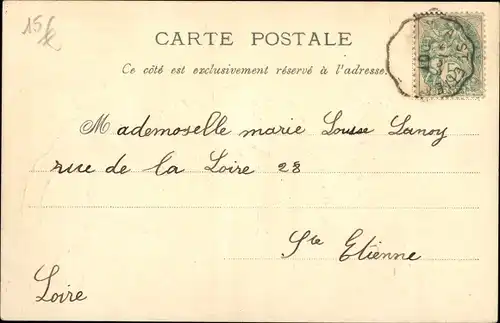 15f
CARTE POSTALE
Ce côté est exclusivement réservé à l'adresse.
Mademoselle marie Louise Lanoy
rue de la Loire 28
Ste Etienne
Loire